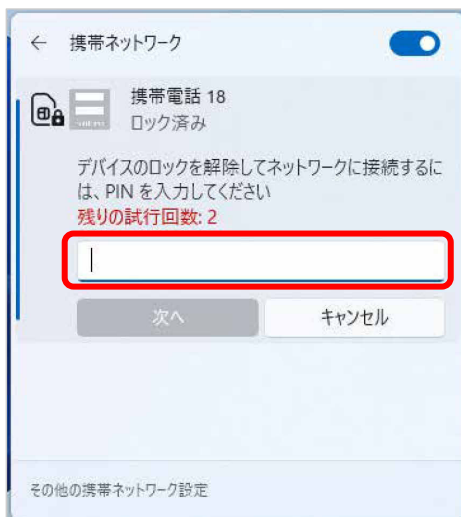 ← 携帯ネットワーク
携帯電話 18
ロック済み
デバイスのロックを解除してネットワークに接続するに
は、PIN を入力してください
残りの試行回数: 2
次へ
キャンセル
その他の携帯ネットワーク設定